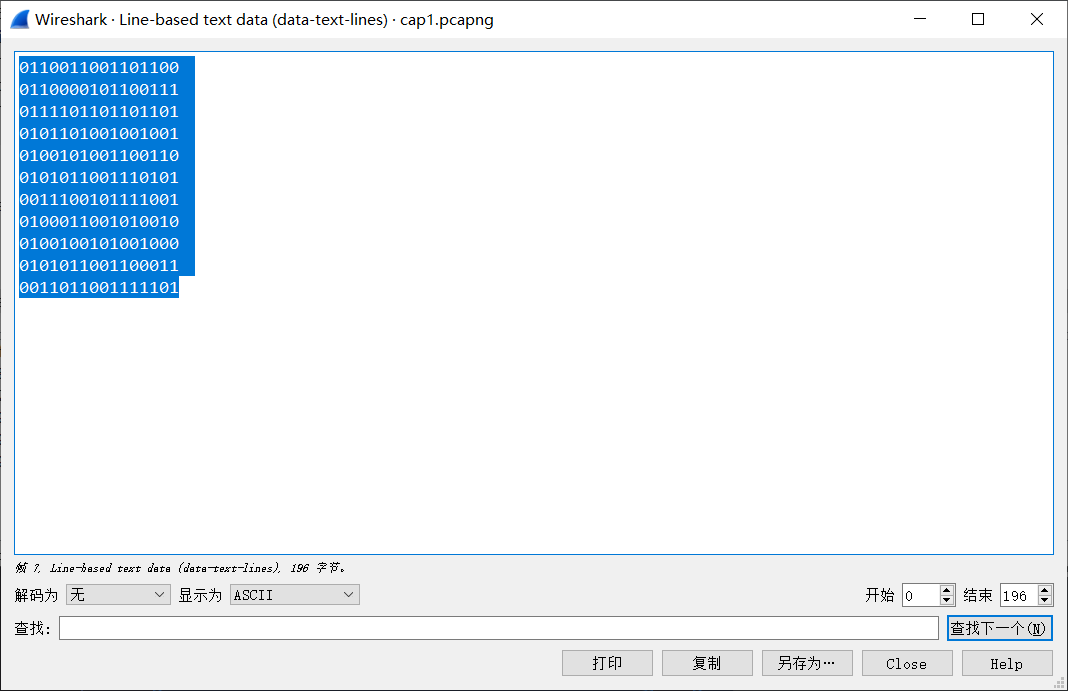 Wireshark · Line-based text data (data-text-lines) · cap1.pcapng
0110011001101100
0110000101100111
0111101101101101
0101101001001001
0100101001100110
0101011001110101
0011100101111001
0100011001010010
0100100101001000
0101011001100011
0011011001111101
帧 7, Line-based text data (data-text-lines), 196 字节。
解码为 无 显示为 ASCII 开始 0 结束 196
查找: 查找下一个(N)
打印 复制 另存为… Close Help